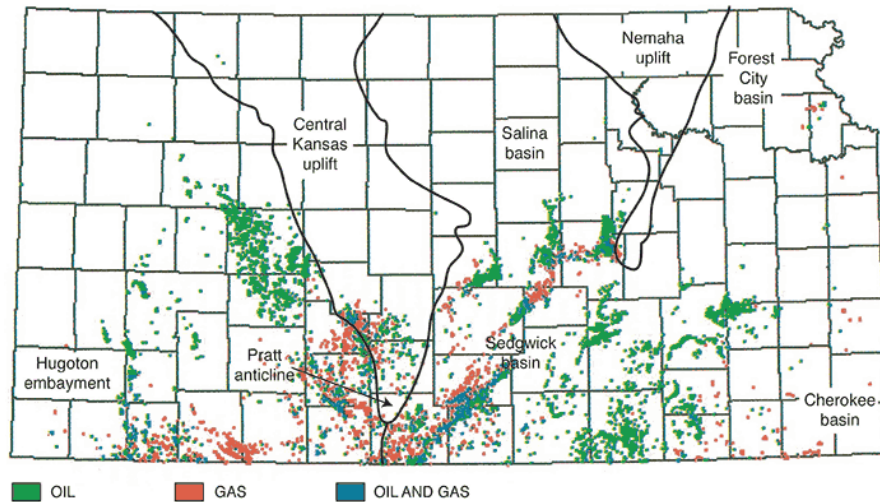 Nemaha
uplift
Forest
City
basin
Central
Kansas
uplift
Salina
basin
Hugoton
embayment
Pratt
anticline
Sedgwick
basin
Cherokee
basin
OIL
GAS
OIL AND GAS